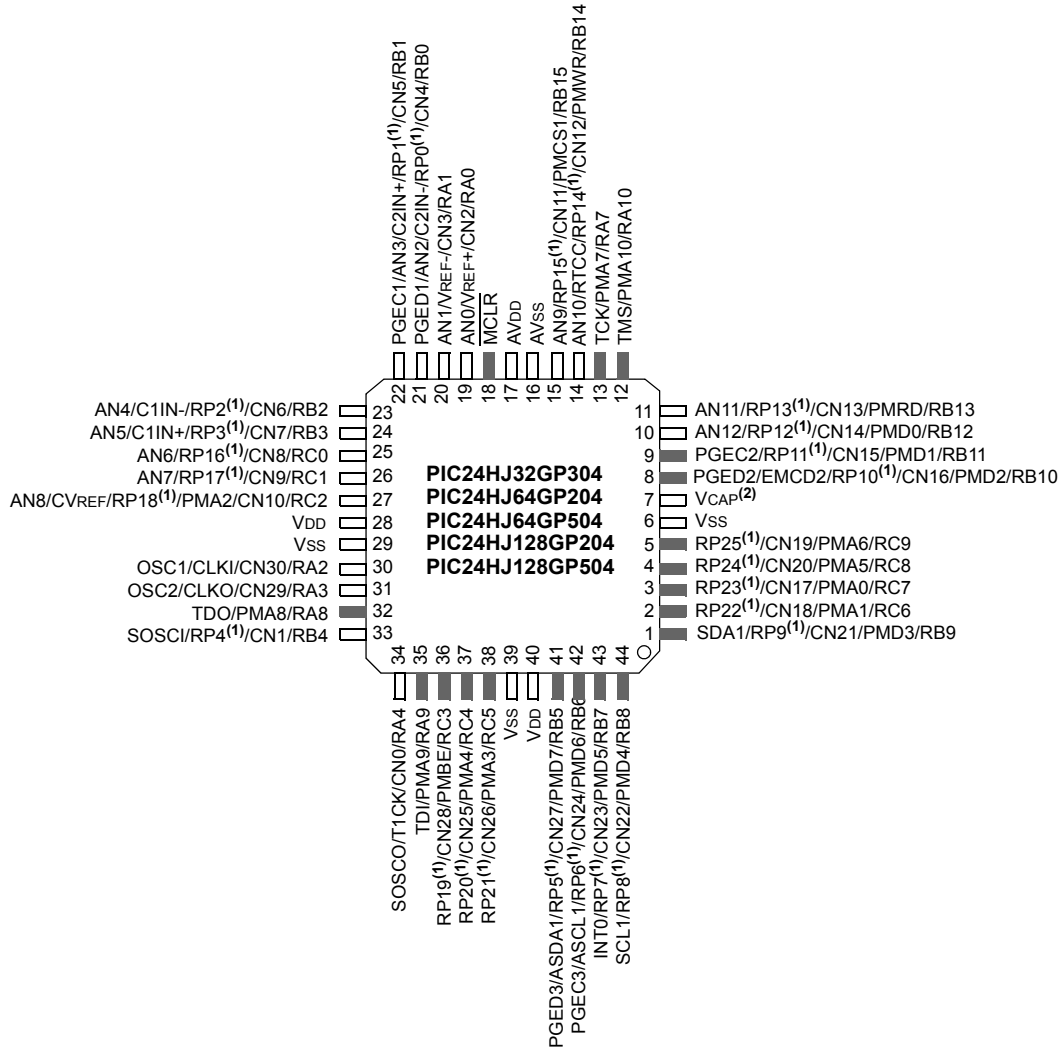 PGEC1/AN3/C2IN+/RP1(1)/CN5/RB1
PGED1/AN2/C2IN-/RP0(1)/CN4/RB0
AN1/VREF-/CN3/RA1
AN0/VREF+/CN2/RA0
MCLR
AVDD
AVSS
AN9/RP15(1)/CN11/PMCS1/RB15
AN10/RTCC/RP14(1)/CN12/PMWR/RB14
TCK/PMA7/RA7
TMS/PMA10/RA10
22 21 20 19 18 17 16 15 14 13 12
AN4/C1IN-/RP2(1)/CN6/RB2 23
AN5/C1IN+/RP3(1)/CN7/RB3 24
AN6/RP16(1)/CN8/RC0 25
AN7/RP17(1)/CN9/RC1 26
AN8/CVREF/RP18(1)/PMA2/CN10/RC2 27
VDD 28
VSS 29
OSC1/CLKI/CN30/RA2 30
OSC2/CLKO/CN29/RA3 31
TDO/PMA8/RA8 32
SOSCI/RP4(1)/CN1/RB4 33
PIC24HJ32GP304
PIC24HJ64GP204
PIC24HJ64GP504
PIC24HJ128GP204
PIC24HJ128GP504
11 AN11/RP13(1)/CN13/PMRD/RB13
10 AN12/RP12(1)/CN14/PMD0/RB12
9 PGEC2/RP11(1)/CN15/PMD1/RB11
8 PGED2/EMCD2/RP10(1)/CN16/PMD2/RB10
7 VCAP(2)
6 VSS
5 RP25(1)/CN19/PMA6/RC9
4 RP24(1)/CN20/PMA5/RC8
3 RP23(1)/CN17/PMA0/RC7
2 RP22(1)/CN18/PMA1/RC6
1 SDA1/RP9(1)/CN21/PMD3/RB9
34 35 36 37 38 39 40 41 42 43 44
SOSCO/T1CK/CN0/RA4
TDI/PMA9/RA9
RP19(1)/CN28/PMBE/RC3
RP20(1)/CN25/PMA4/RC4
RP21(1)/CN26/PMA3/RC5
VSS
VDD
PGED3/ASDA1/RP5(1)/CN27/PMD7/RB5
PGEC3/ASCL1/RP6(1)/CN24/PMD6/RB6
INT0/RP7(1)/CN23/PMD5/RB7
SCL1/RP8(1)/CN22/PMD4/RB8